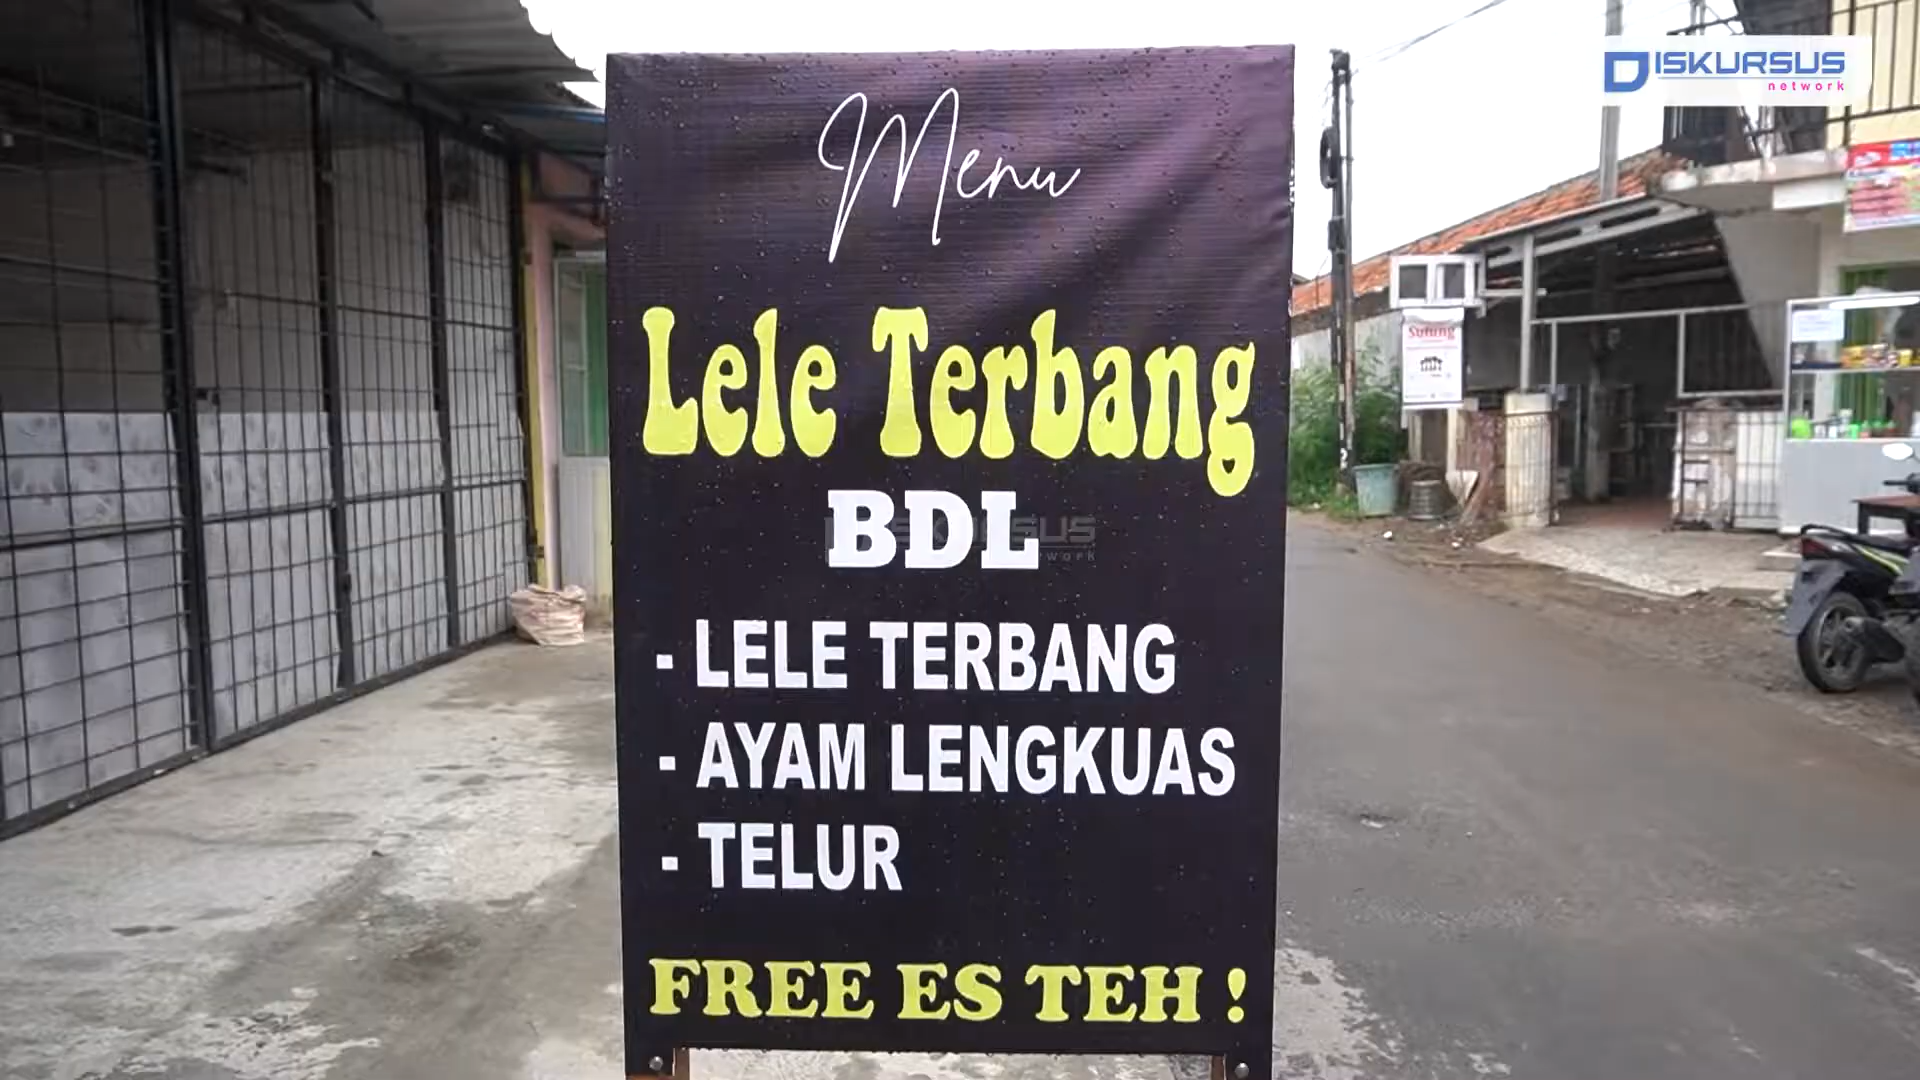 DISKURSUS
network
Menu
Lele Terbang
BDL
- LELE TERBANG
- AYAM LENGKUAS
- TELUR
FREE ES TEH !